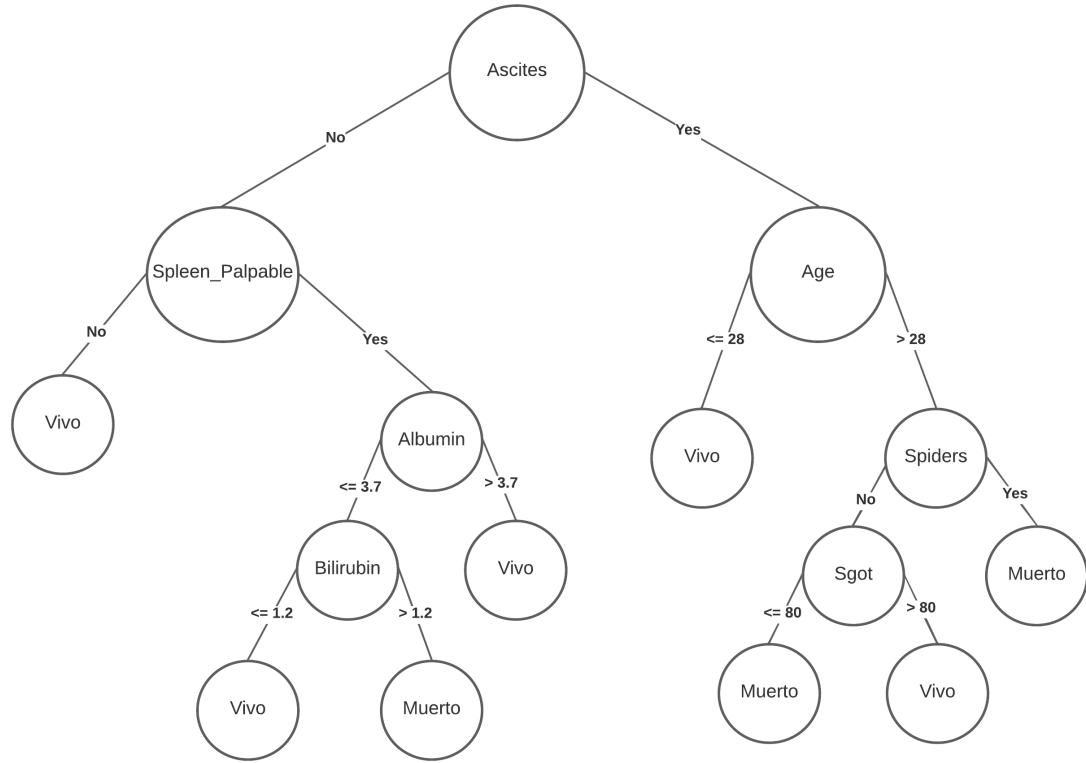 Ascites
No
Yes
Spleen_Palpable
Age
No
Yes
<= 28
> 28
Vivo
Albumin
Vivo
Spiders
<= 3.7
> 3.7
No
Yes
Bilirubin
Vivo
Sgot
Muerto
<= 1.2
> 1.2
<= 80
> 80
Vivo
Muerto
Muerto
Vivo